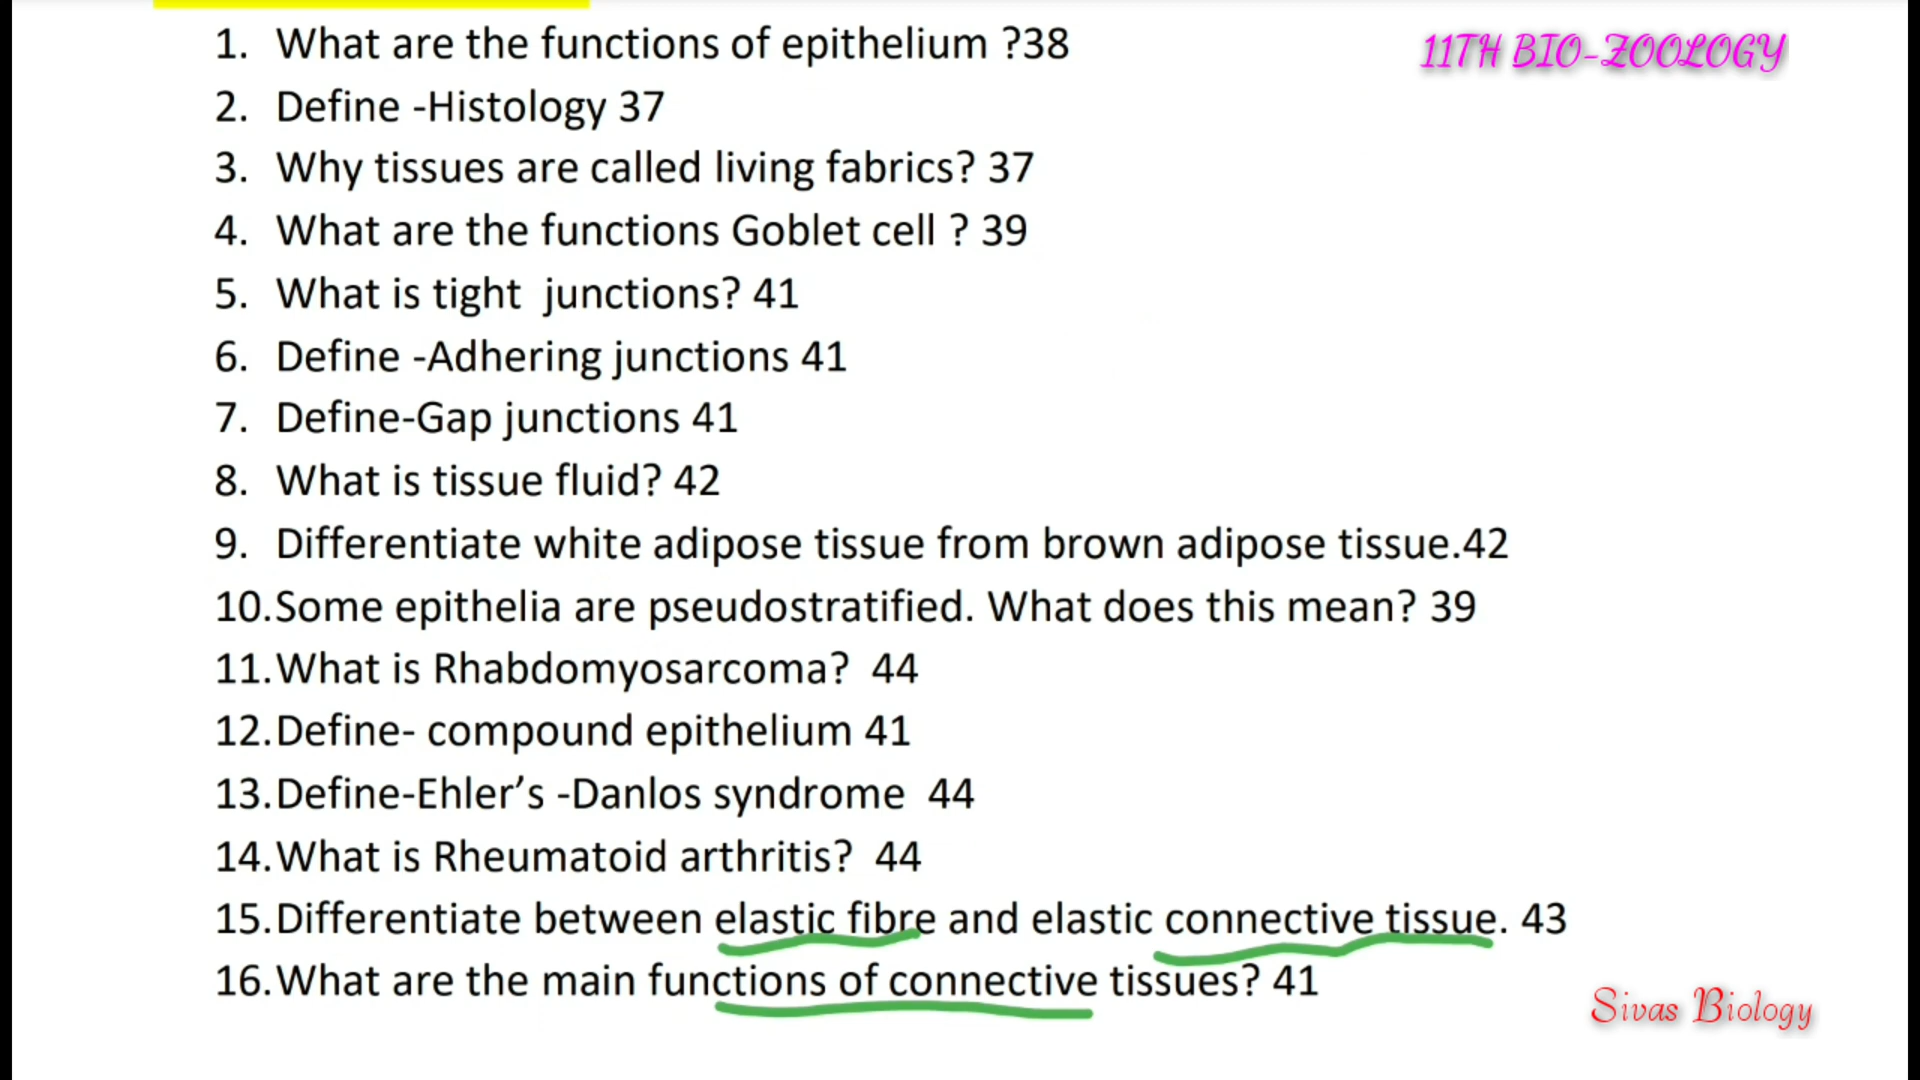 1. What are the functions of epithelium ?38
11TH BIO-ZOOLOGY
2. Define -Histology 37
3. Why tissues are called living fabrics? 37
4. What are the functions Goblet cell ? 39
5. What is tight junctions? 41
6. Define -Adhering junctions 41
7. Define-Gap junctions 41
8. What is tissue fluid? 42
9. Differentiate white adipose tissue from brown adipose tissue.42
10.Some epithelia are pseudostratified. What does this mean? 39
11.What is Rhabdomyosarcoma? 44
12.Define- compound epithelium 41
13.Define-Ehler’s -Danlos syndrome 44
14.What is Rheumatoid arthritis? 44
15.Differentiate between elastic fibre and elastic connective tissue. 43
16.What are the main functions of connective tissues? 41
Sivas Biology